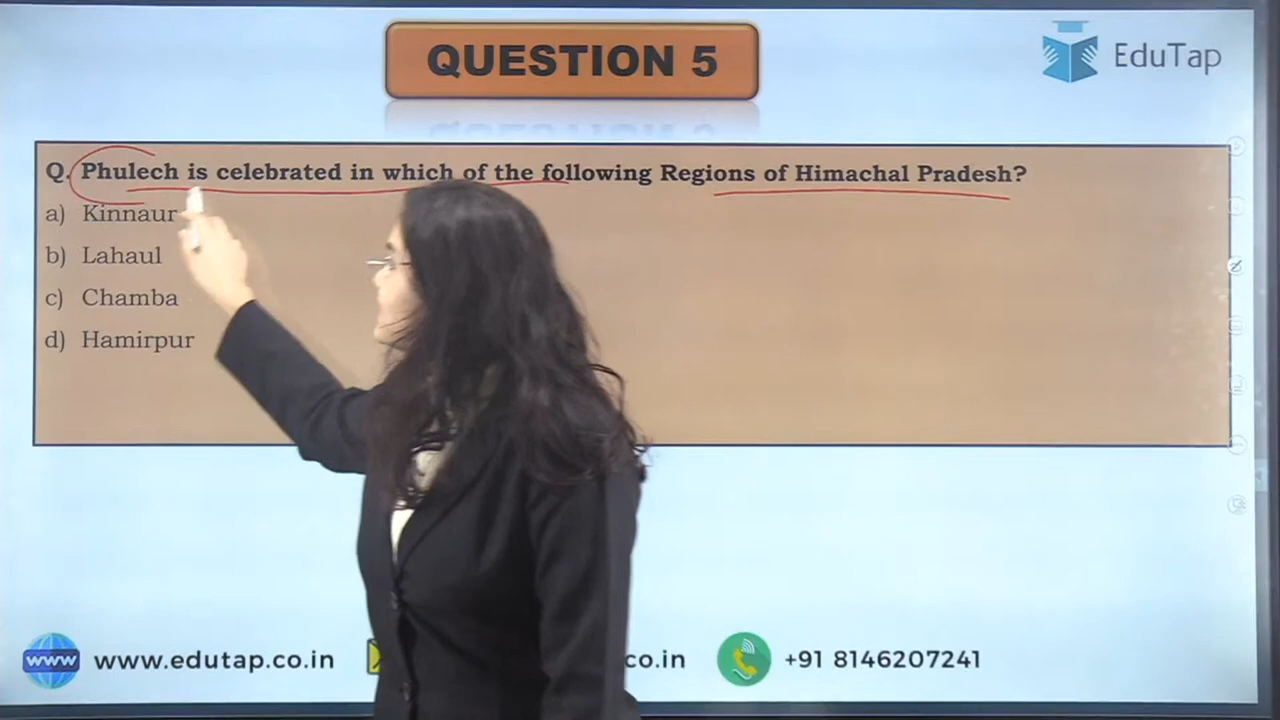 QUESTION 5
EduTap
Q. Phulech is celebrated in which of the following Regions of Himachal Pradesh?
a) Kinnaur
b) Lahaul
c) Chamba
d) Hamirpur
www www.edutap.co.in co.in +91 8146207241